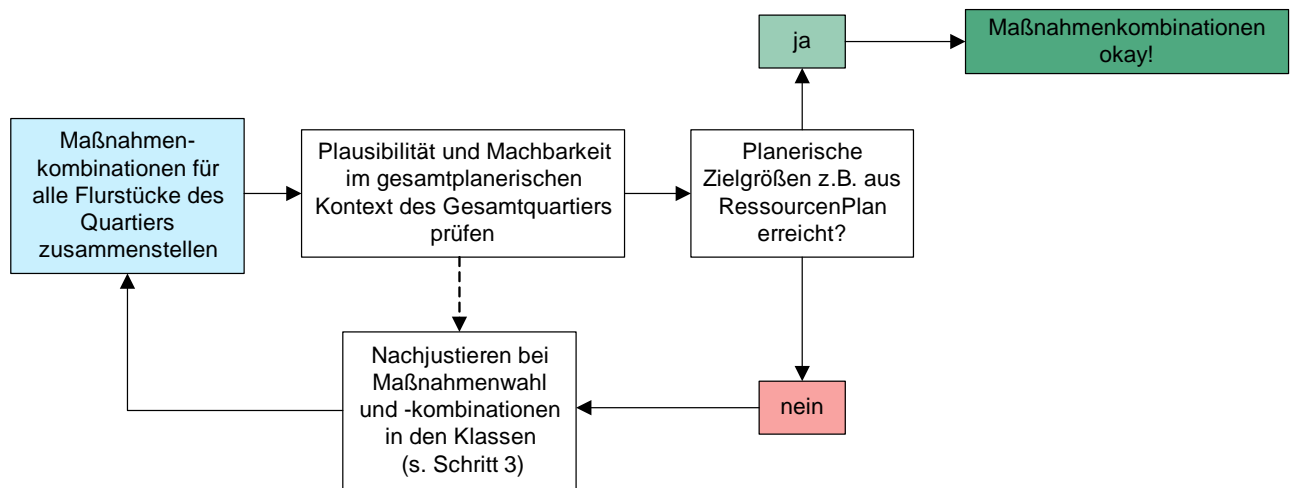 ja
Maßnahmenkombinationen
okay!
Maßnahmen-
kombinationen für
alle Flurstücke des
Quartiers
zusammenstellen
Plausibilität und Machbarkeit
im gesamtplanerischen
Kontext des Gesamtquartiers
prüfen
Planerische
Zielgrößen z.B. aus
RessourcenPlan
erreicht?
Nachjustieren bei
Maßnahmenwahl
und -kombinationen
in den Klassen
(s. Schritt 3)
nein